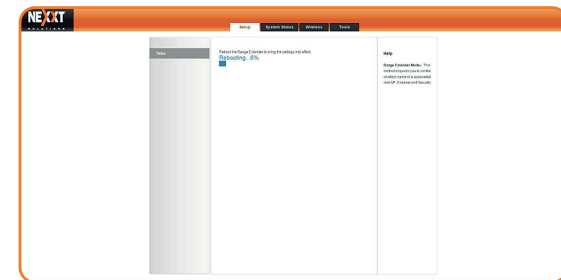 NEXXT
SOLUTIONS
Setup System Status Wireless Tools
Setup
Reboot the Range Extender to bring the settings into effect.
Rebooting...6%
Help
Range Extender Mode: This
method requires you to set the
wireless name of a associated
root AP, Channel and Security